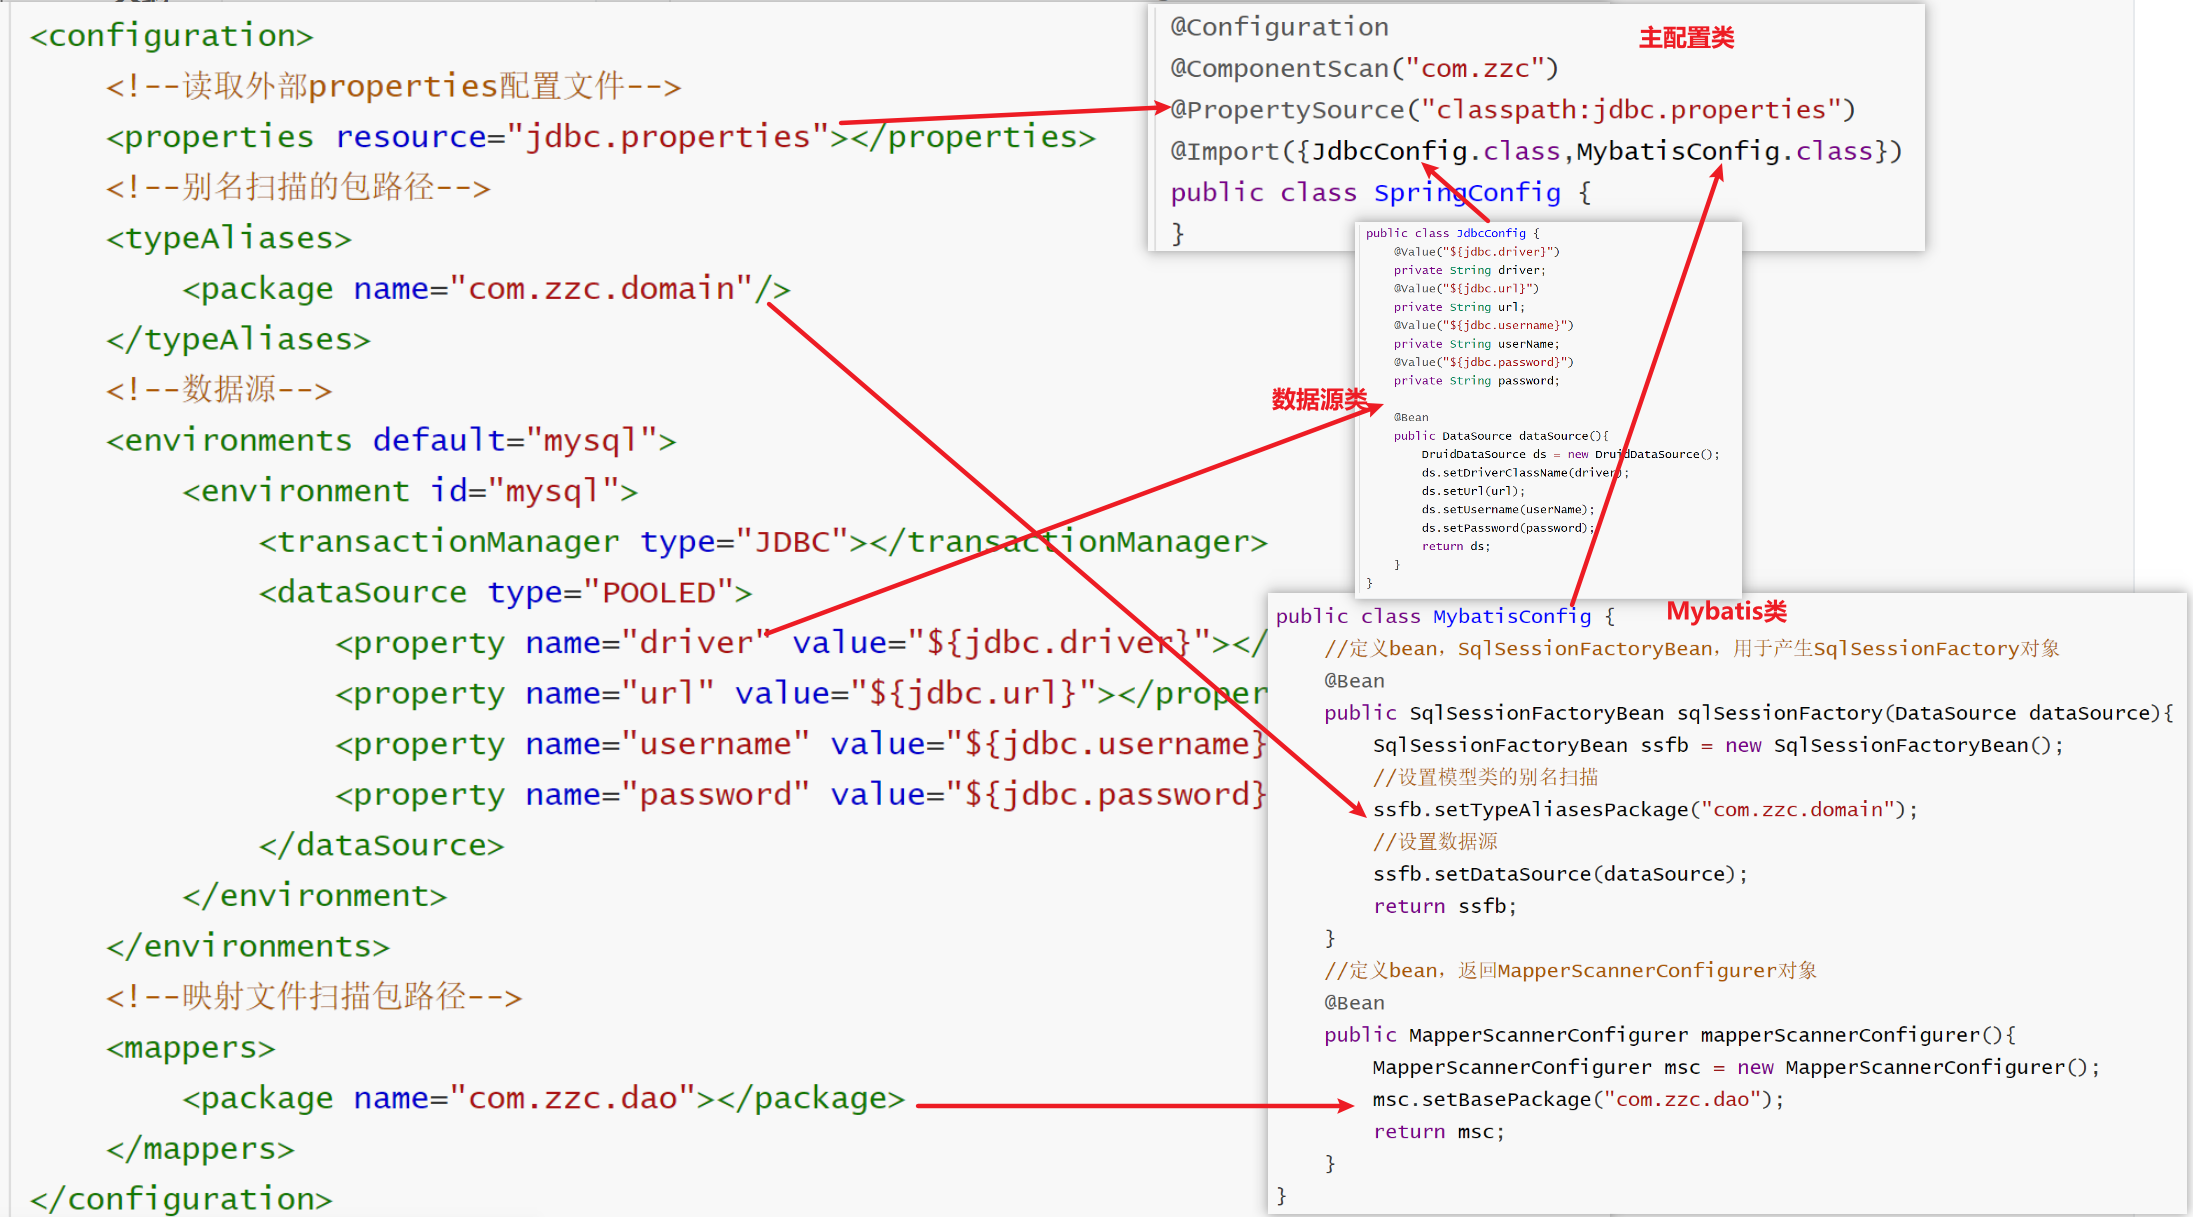 <configuration>
    <!--读取外部properties配置文件-->
    <properties resource="jdbc.properties"></properties>
    <!--别名扫描的包路径-->
    <typeAliases>
        <package name="com.zzc.domain"/>
    </typeAliases>
    <!--数据源-->
    <environments default="mysql">
        <environment id="mysql">
            <transactionManager type="JDBC"></transactionManager>
            <dataSource type="POOLED">
                <property name="driver" value="${jdbc.driver}"></
                <property name="url" value="${jdbc.url}"></proper
                <property name="username" value="${jdbc.username}
                <property name="password" value="${jdbc.password}
            </dataSource>
        </environment>
    </environments>
    <!--映射文件扫描包路径-->
    <mappers>
        <package name="com.zzc.dao"></package>
    </mappers>
</configuration>
主配置类
@Configuration
@ComponentScan("com.zzc")
@PropertySource("classpath:jdbc.properties")
@Import({JdbcConfig.class,MybatisConfig.class})
public class SpringConfig {
}
数据源类
public class JdbcConfig {
    @Value("${jdbc.driver}")
    private String driver;
    @Value("${jdbc.url}")
    private String url;
    @Value("${jdbc.username}")
    private String userName;
    @Value("${jdbc.password}")
    private String password;
    @Bean
    public DataSource dataSource(){
        DruidDataSource ds = new DruidDataSource();
        ds.setDriverClassName(driver);
        ds.setUrl(url);
        ds.setUsername(userName);
        ds.setPassword(password);
        return ds;
    }
}
Mybatis类
public class MybatisConfig {
    //定义bean，SqlSessionFactoryBean，用于产生SqlSessionFactory对象
    @Bean
    public SqlSessionFactoryBean sqlSessionFactory(DataSource dataSource){
        SqlSessionFactoryBean ssfb = new SqlSessionFactoryBean();
        //设置模型类的别名扫描
        ssfb.setTypeAliasesPackage("com.zzc.domain");
        //设置数据源
        ssfb.setDataSource(dataSource);
        return ssfb;
    }
    //定义bean，返回MapperScannerConfigurer对象
    @Bean
    public MapperScannerConfigurer mapperScannerConfigurer(){
        MapperScannerConfigurer msc = new MapperScannerConfigurer();
        msc.setBasePackage("com.zzc.dao");
        return msc;
    }
}